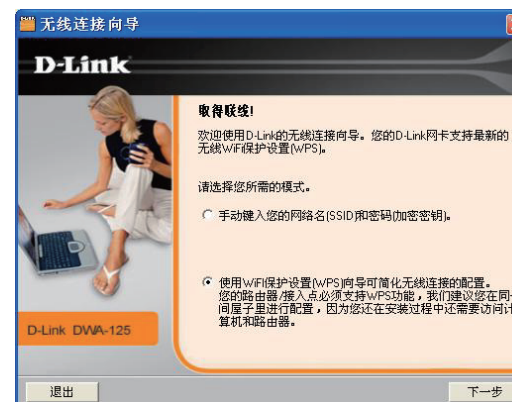 无线连接向导
D-Link
取得联线!
欢迎使用D-Link的无线连接向导。您的D-Link网卡支持最新的
无线WiFi保护设置(WPS)。
请选择您所需的模式。
手动键入您的网络名(SSID)和密码(加密密钥)。
使用WiFi保护设置(WPS)向导可简化无线连接的配置。
您的路由器/接入点必须支持WPS功能，我们建议您在同一
间屋子里进行配置，因为您还在安装过程中还需要访问计
算机和路由器。
D-Link DWA-125
退出
下一步